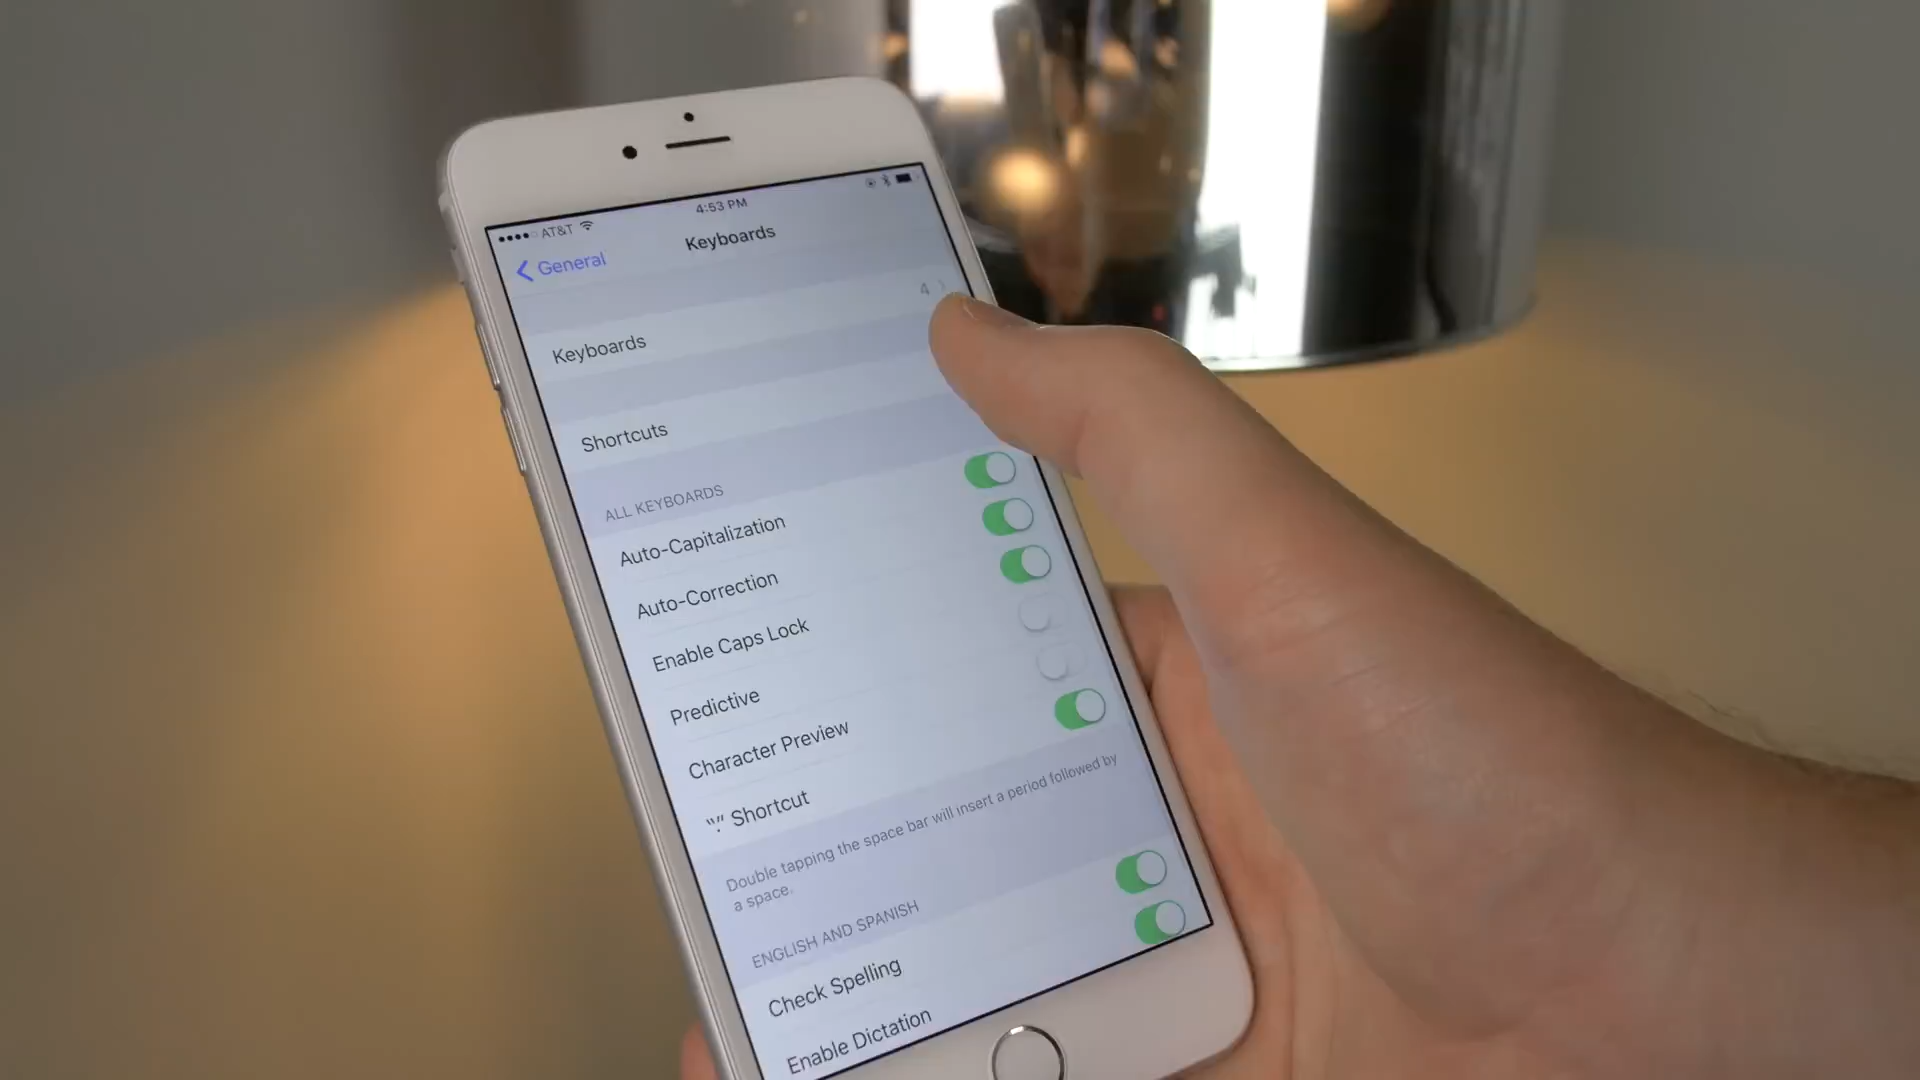 AT&T 4:53 PM
General Keyboards
Keyboards 4
Shortcuts
ALL KEYBOARDS
Auto-Capitalization
Auto-Correction
Enable Caps Lock
Predictive
Character Preview
“.” Shortcut
Double tapping the space bar will insert a period followed by
a space.
ENGLISH AND SPANISH
Check Spelling
Enable Dictation